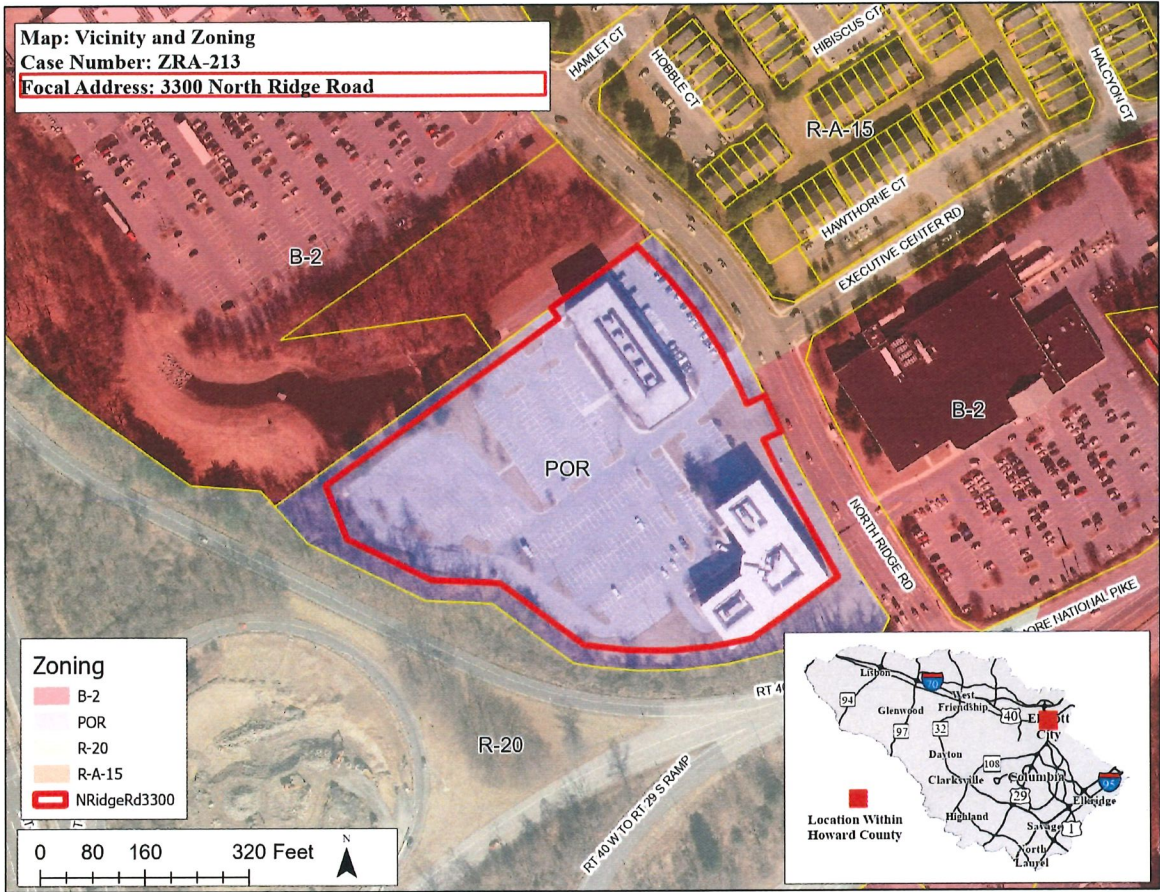 Map: Vicinity and Zoning
Case Number: ZRA-213
Focal Address: 3300 North Ridge Road
HAMLET CT
HOBBLE CT
HIBISCUS CT
HALCYON CT
R-A-15
HAWTHORNE CT
EXECUTIVE CENTER RD
B-2
B-2
POR
NORTH RIDGE RD
MORE NATIONAL PIKE
RT 40
R-20
RT 40 W TO RT 29 S RAMP
Zoning
B-2
POR
R-20
R-A-15
NRidgeRd3300
0 80 160 320 Feet
N
Lisbon
70
West
Friendship
94
Glenwood
40
97
32
City
Dayton
108
Clarksville
Columbia
95
29
Elkridge
Highland
Savage
1
North
Laurel
Location Within
Howard County